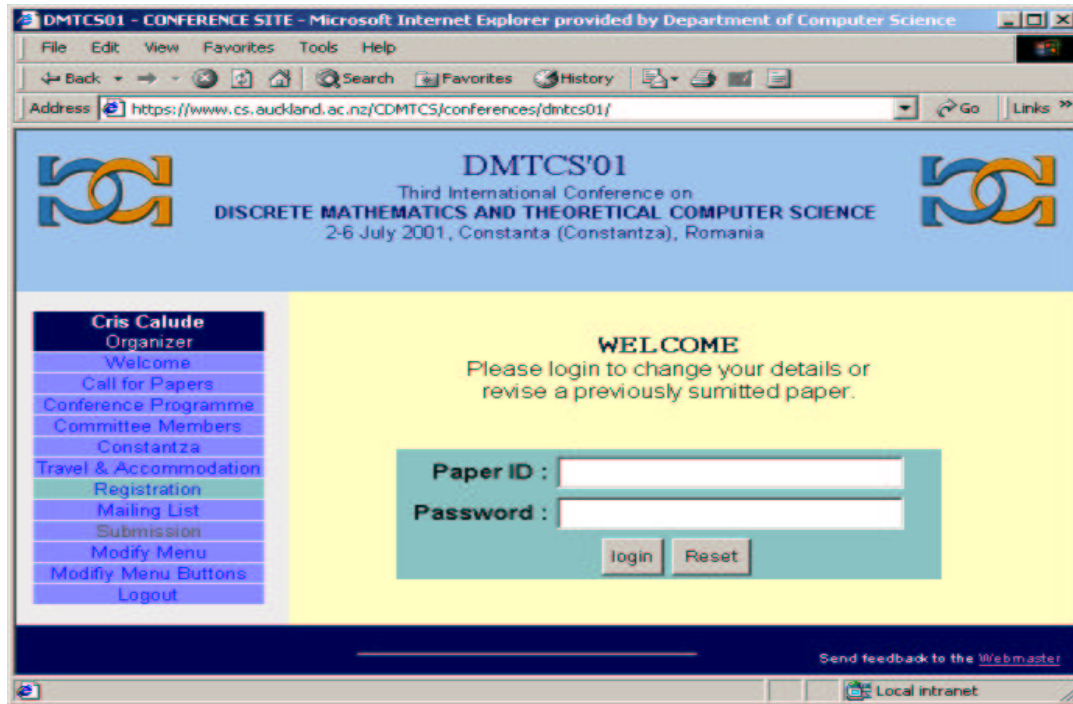 DMTCS01 - CONFERENCE SITE - Microsoft Internet Explorer provided by Department of Computer Science
File Edit View Favorites Tools Help
Back Search Favorites History
Address https://www.cs.auckland.ac.nz/CDMTCS/conferences/dmtcs01/ Go Links »
DMTCS'01
Third International Conference on
DISCRETE MATHEMATICS AND THEORETICAL COMPUTER SCIENCE
2-6 July 2001, Constanta (Constantza), Romania
Cris Calude
Organizer
Welcome
Call for Papers
Conference Programme
Committee Members
Constantza
Travel & Accommodation
Registration
Mailing List
Submission
Modify Menu
Modifiy Menu Buttons
Logout
WELCOME
Please login to change your details or
revise a previously sumitted paper.
Paper ID :
Password :
login Reset
Send feedback to the Webmaster
Local intranet